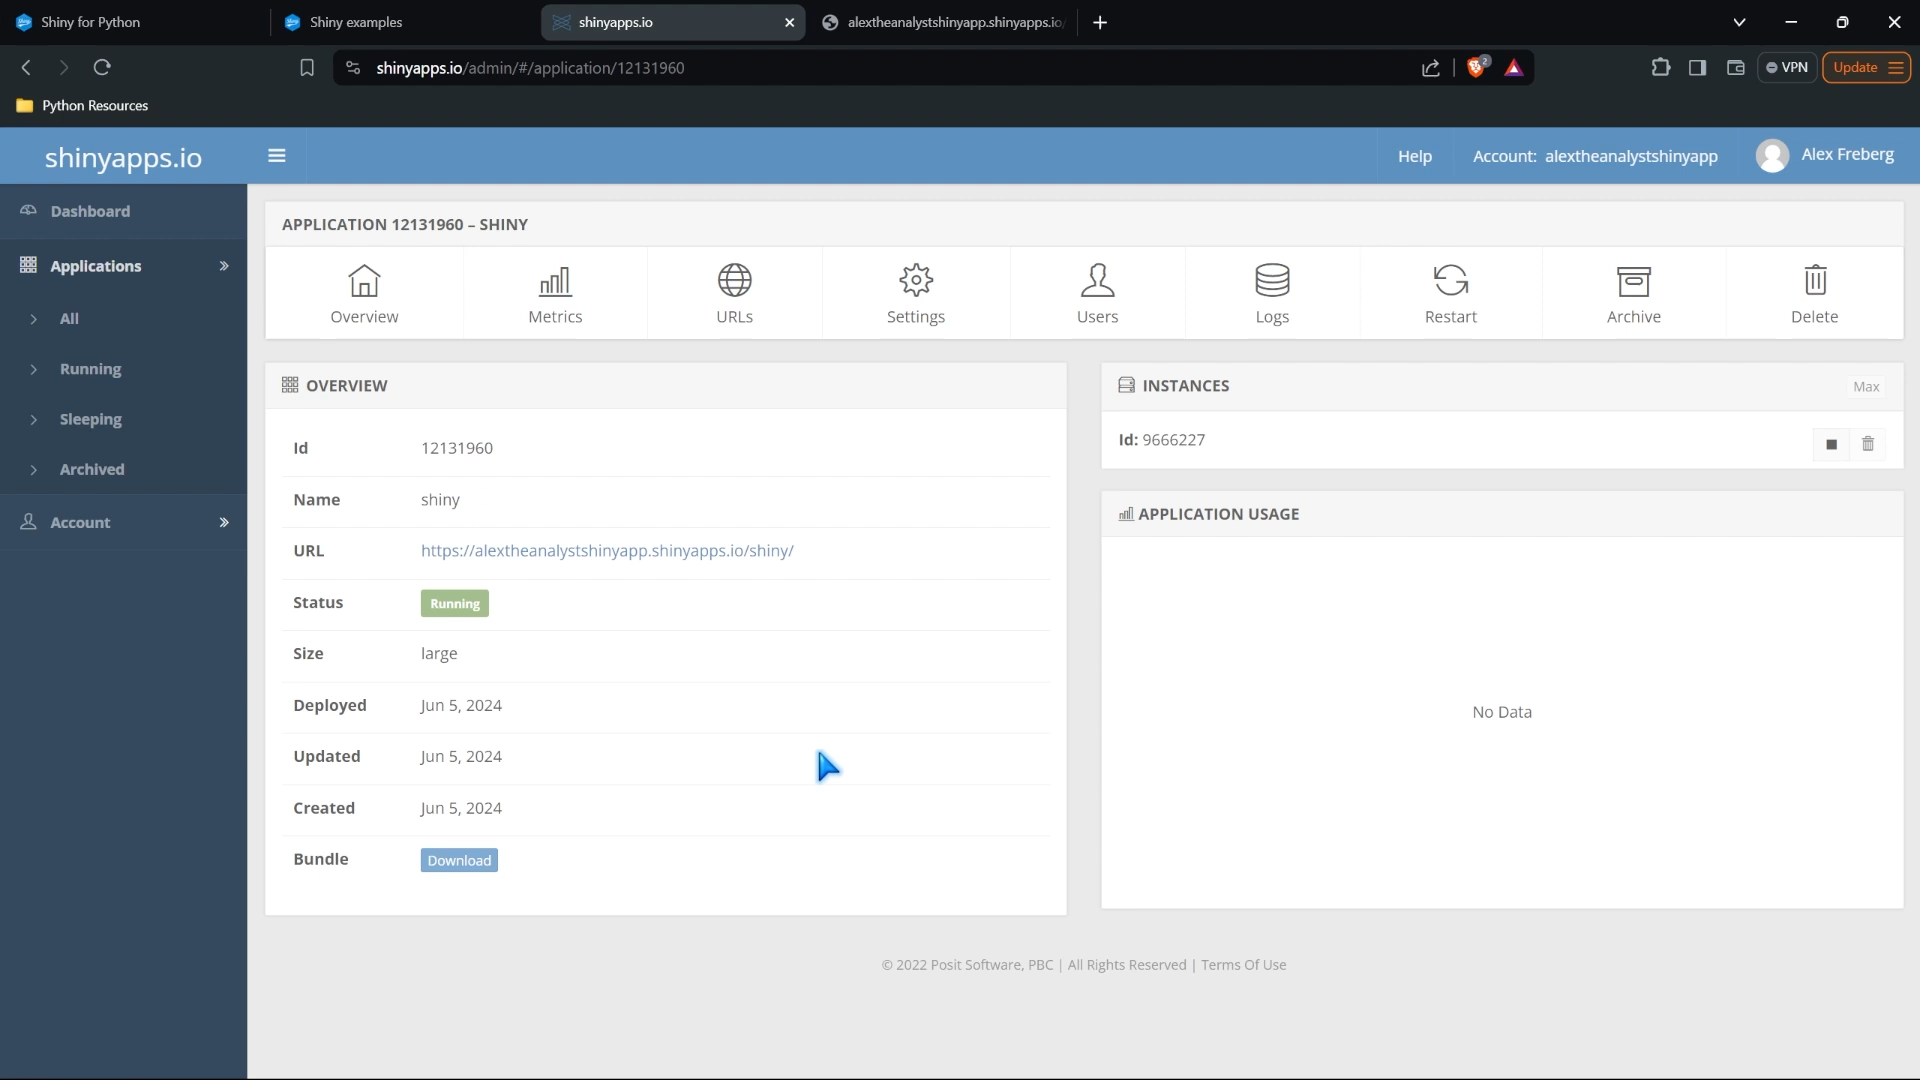 Shiny for Python
Shiny examples
shinyapps.io
alextheanalystshinyapp.shinyapps.io/
shinyapps.io/admin/#/application/12131960
2
VPN
Update
Python Resources
shinyapps.io
Help
Account: alextheanalystshinyapp
Alex Freberg
Dashboard
Applications
All
Running
Sleeping
Archived
Account
APPLICATION 12131960 – SHINY
Overview
Metrics
URLs
Settings
Users
Logs
Restart
Archive
Delete
OVERVIEW
Id 12131960
Name shiny
URL https://alextheanalystshinyapp.shinyapps.io/shiny/
Status Running
Size large
Deployed Jun 5, 2024
Updated Jun 5, 2024
Created Jun 5, 2024
Bundle Download
INSTANCES
Max
Id: 9666227
APPLICATION USAGE
No Data
© 2022 Posit Software, PBC | All Rights Reserved | Terms Of Use